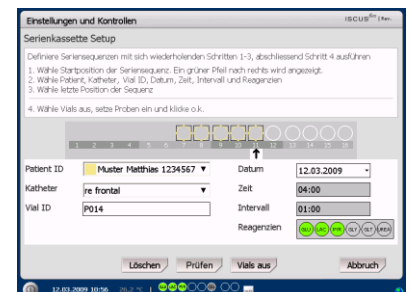 Einstellungen und Kontrollen
ISCUS
Serienkassette Setup
Definiere Seriensequenzen mit sich wiederholenden Schritten 1-3, abschliessend Schritt 4 ausführen
1. Wähle Startposition der Seriensequenz. Ein grüner Pfeil nach rechts wird angezeigt.
2. Wähle Patient, Katheter, Vial ID, Datum, Zeit, Intervall und Reagenzien
3. Wähle letzte Position der Sequenz
4. Wähle Vials aus, setze Proben ein und klicke o.k.
1 2 3 4 5 6 7 8 9 10 11 12 13 14 15 16
Patient ID Muster Matthias 1234567 Datum 12.03.2009
Katheter re frontal Zeit 04:00
Vial ID P014 Intervall 01:00
Reagenzien GLU LAC PYR GLY GLT UREA
Löschen Prüfen Vials aus Abbruch
12.03.2009 10:56 26.2 °C